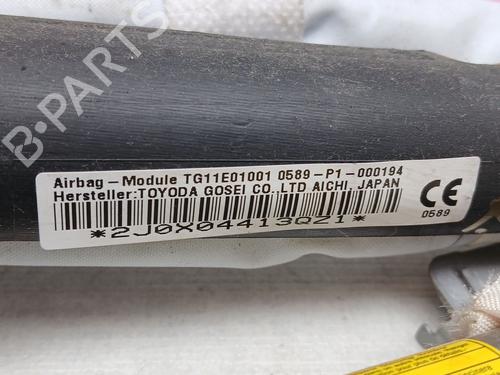 B-PARTS
Airbag-Module TG11E01001 0589-P1-000194
Hersteller:TOYODA GOSEI CO.,LTD AICHI, JAPAN
CE
0589
*2J0X04413QZ1*